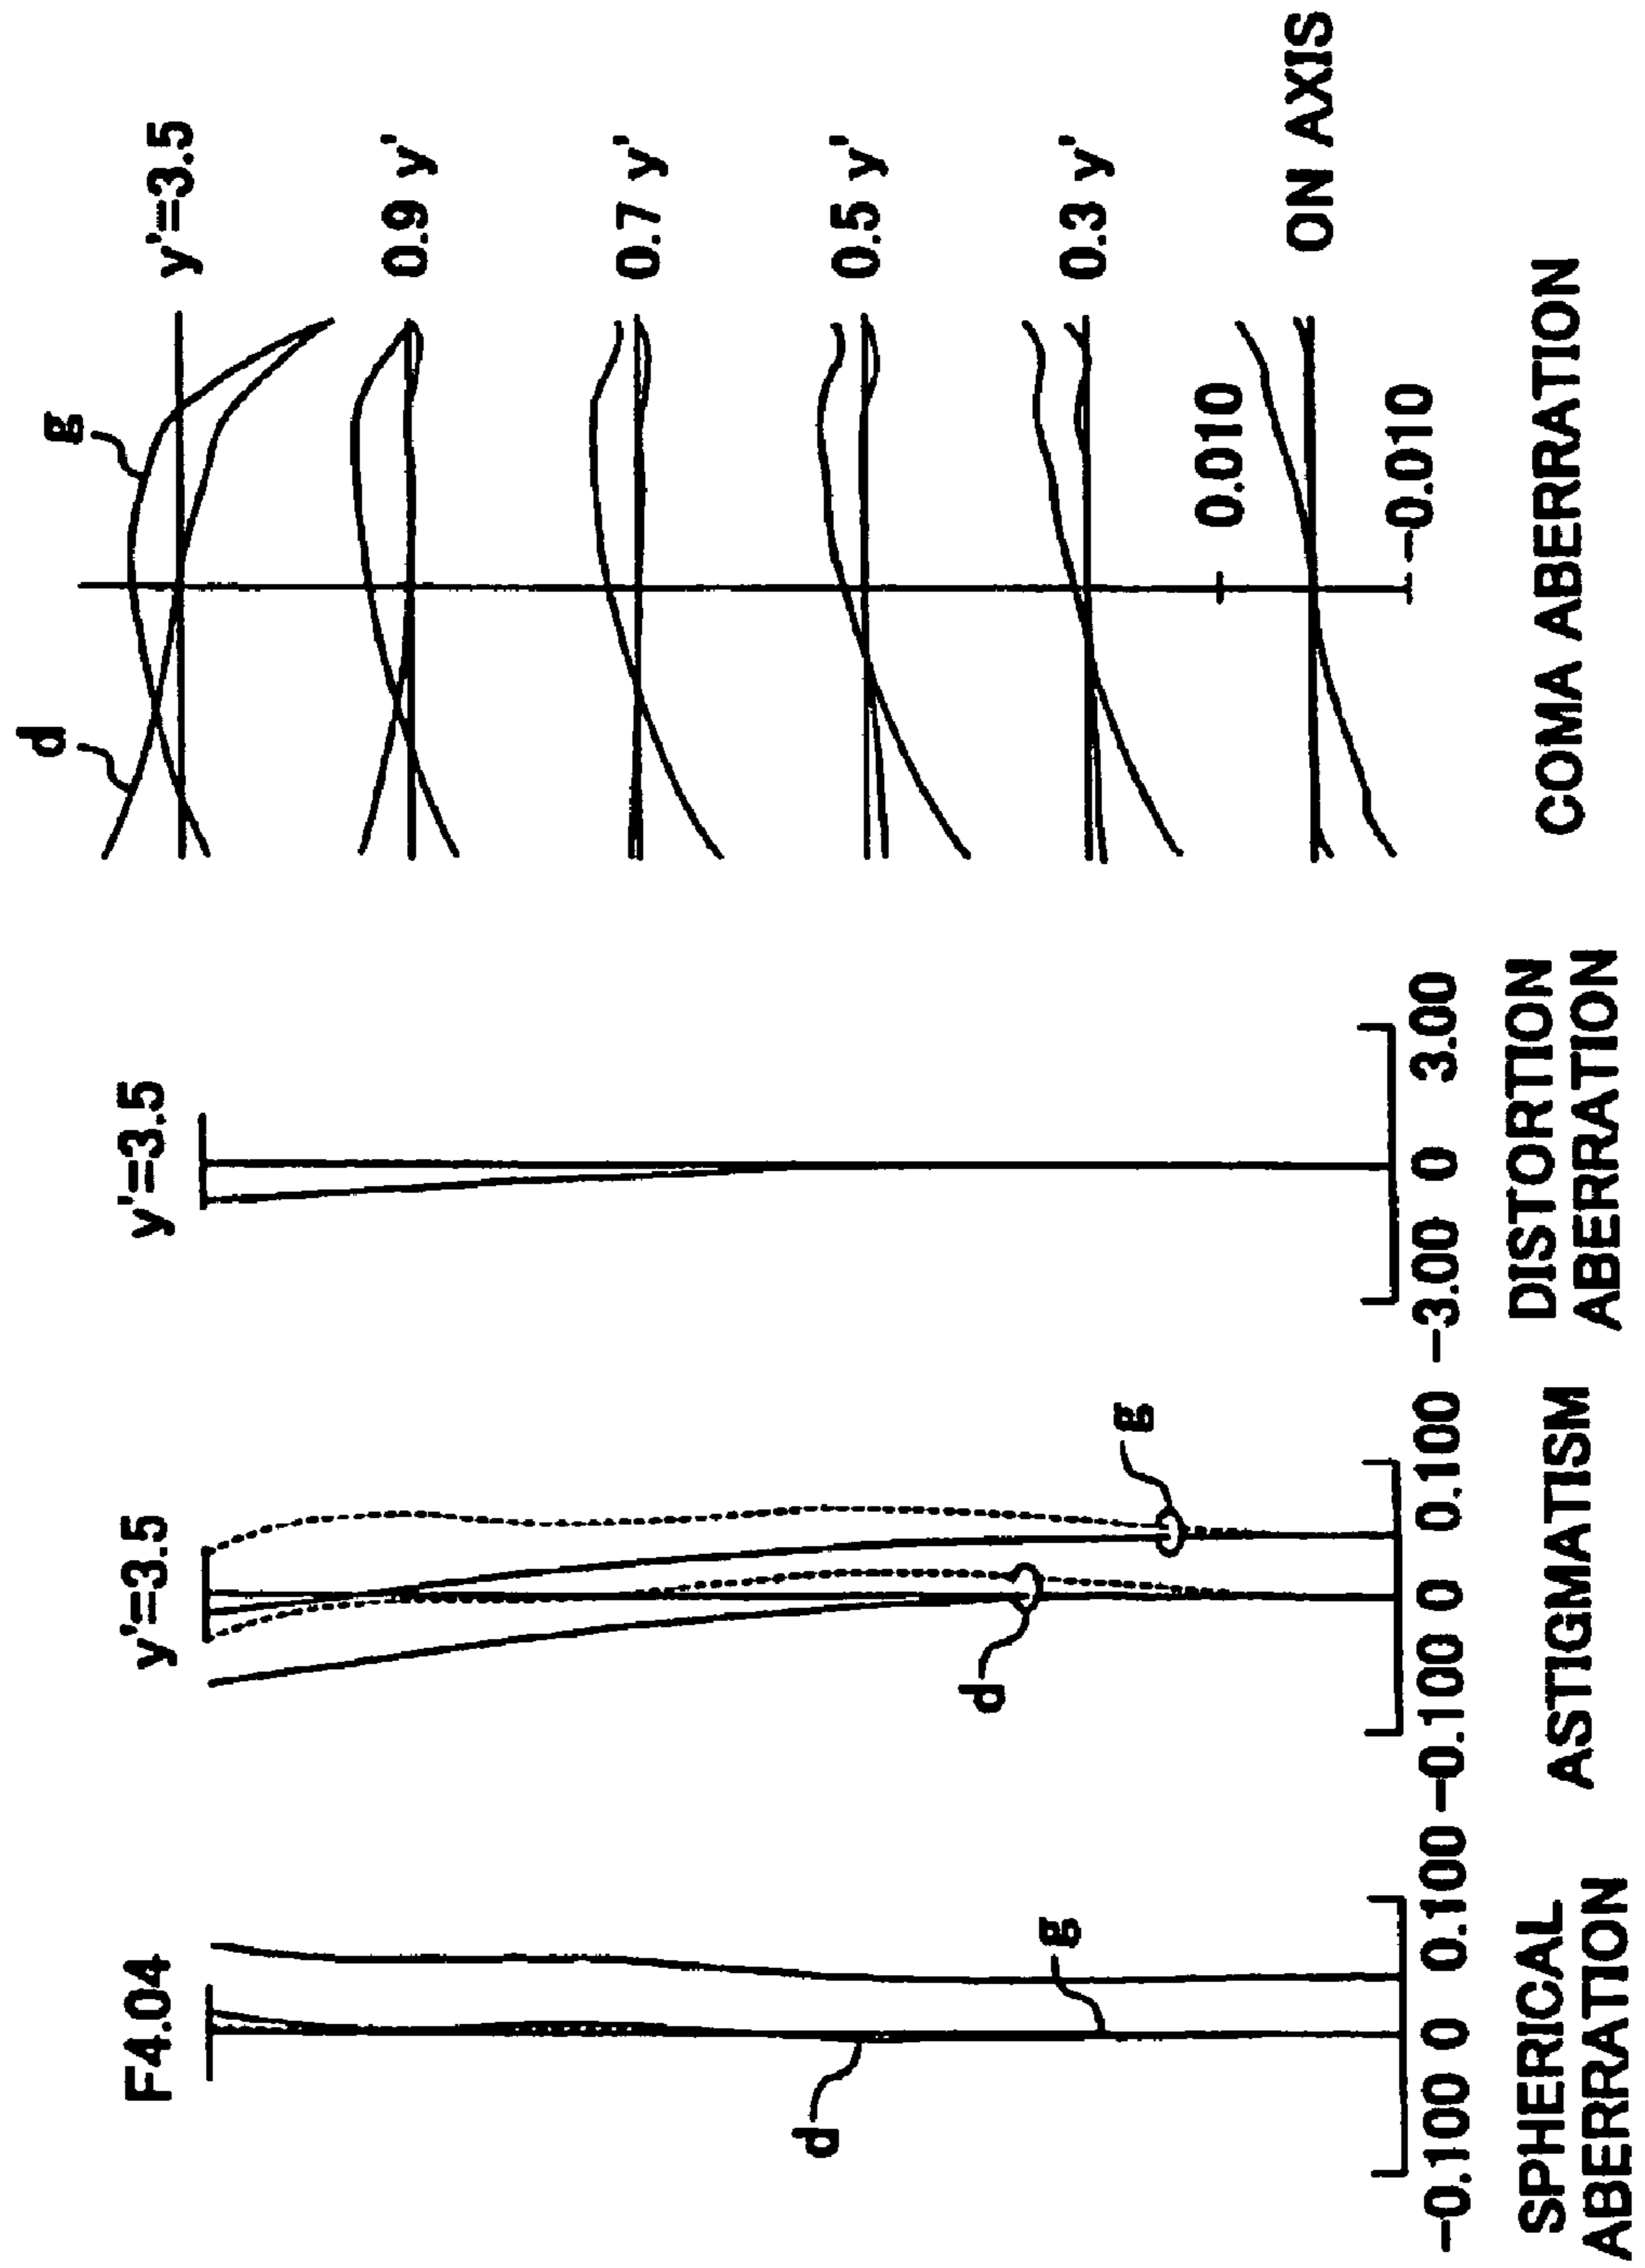 F4.04
d
g
-0.100 0 0.100
SPHERICAL
ABERRATION
y'=3.5
d
g
-0.100 0 0.100
ASTIGMATISM
y'=3.5
-3.00 0 3.00
DISTORTION
ABERRATION
d
g
y'=3.5
0.9 y'
0.7 y'
0.5 y'
0.3 y'
0.010
ON AXIS
-0.010
COMA ABERRATION